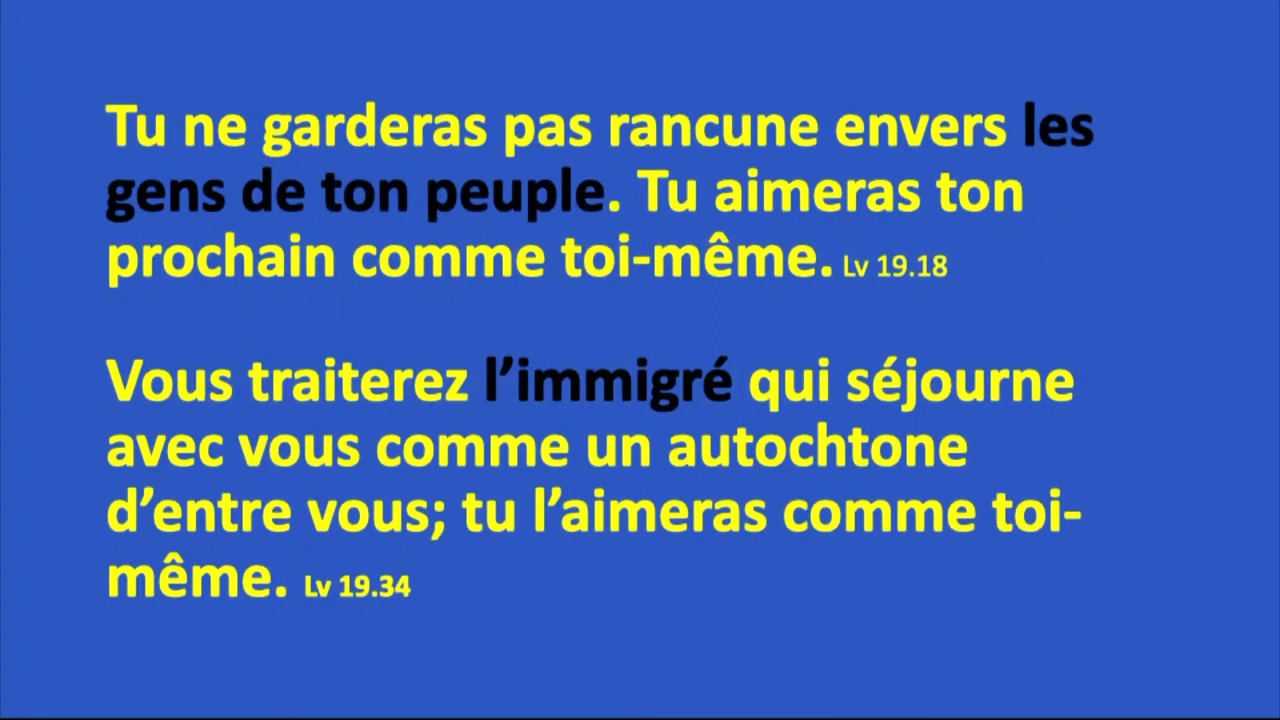 Tu ne garderas pas rancune envers les
gens de ton peuple. Tu aimeras ton
prochain comme toi-même. Lv 19.18
Vous traiterez l’immigré qui séjourne
avec vous comme un autochtone
d’entre vous; tu l’aimeras comme toi-
même. Lv 19.34